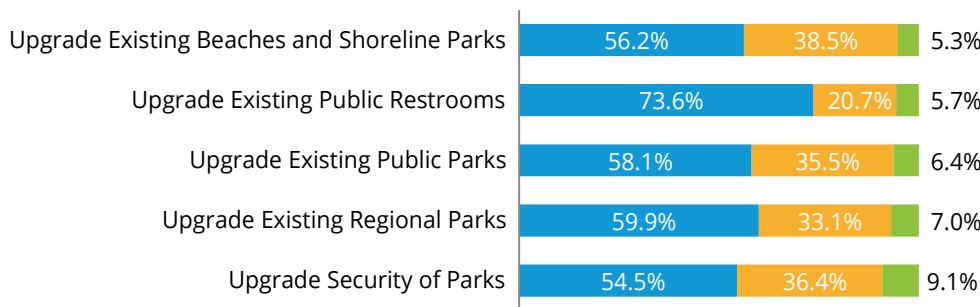 Upgrade Existing Beaches and Shoreline Parks 56.2% 38.5% 5.3%
Upgrade Existing Public Restrooms 73.6% 20.7% 5.7%
Upgrade Existing Public Parks 58.1% 35.5% 6.4%
Upgrade Existing Regional Parks 59.9% 33.1% 7.0%
Upgrade Security of Parks 54.5% 36.4% 9.1%